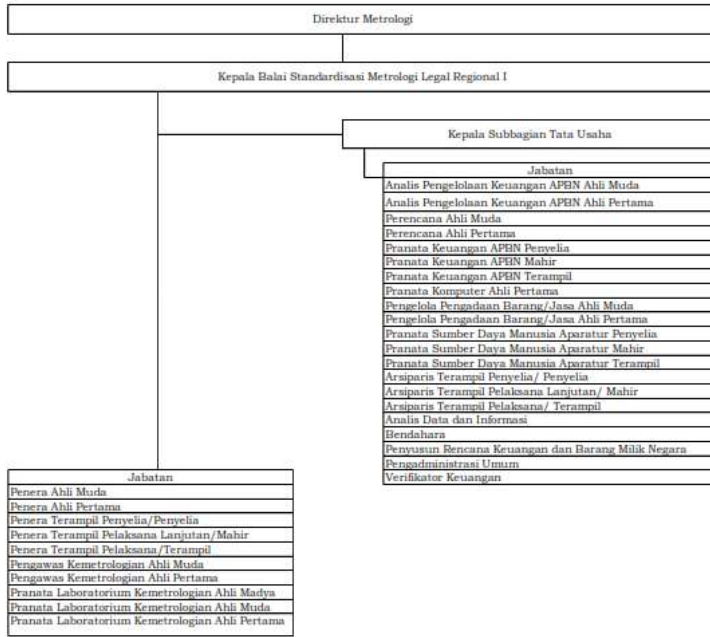 Direktur Metrologi
Kepala Balai Standardisasi Metrologi Legal Regional I
Kepala Subbagian Tata Usaha
Jabatan
Analis Pengelolaan Keuangan APBN Ahli Muda
Analis Pengelolaan Keuangan APBN Ahli Pertama
Perencana Ahli Muda
Perencana Ahli Pertama
Pranata Keuangan APBN Penyelia
Pranata Keuangan APBN Mahir
Pranata Keuangan APBN Terampil
Pranata Komputer Ahli Pertama
Pengelola Pengadaan Barang/Jasa Ahli Muda
Pengelola Pengadaan Barang/Jasa Ahli Pertama
Pranata Sumber Daya Manusia Aparatur Penyelia
Pranata Sumber Daya Manusia Aparatur Mahir
Pranata Sumber Daya Manusia Aparatur Terampil
Arsiparis Terampil Penyelia/ Penyelia
Arsiparis Terampil Pelaksana Lanjutan/ Mahir
Arsiparis Terampil Pelaksana/ Terampil
Analis Data dan Informasi
Bendahara
Penyusun Rencana Keuangan dan Barang Milik Negara
Pengadministrasi Umum
Verifikator Keuangan
Jabatan
Penera Ahli Muda
Penera Ahli Pertama
Penera Terampil Penyelia/Penyelia
Penera Terampil Pelaksana Lanjutan/Mahir
Penera Terampil Pelaksana/Terampil
Pengawas Kemetrologian Ahli Muda
Pengawas Kemetrologian Ahli Pertama
Pranata Laboratorium Kemetrologian Ahli Madya
Pranata Laboratorium Kemetrologian Ahli Muda
Pranata Laboratorium Kemetrologian Ahli Pertama